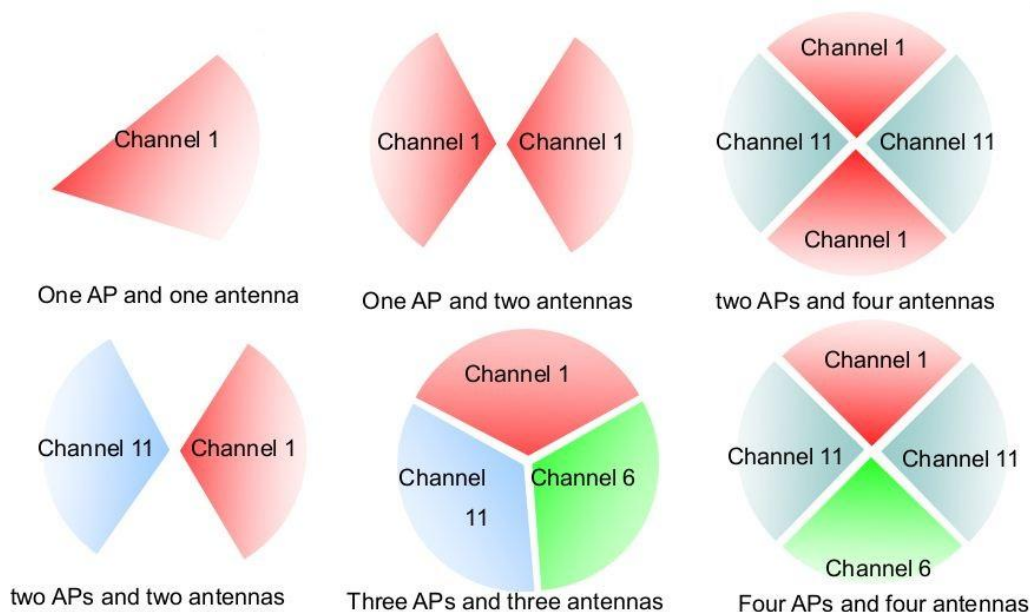 Channel 1
One AP and one antenna
Channel 1
Channel 1
One AP and two antennas
Channel 1
Channel 11
Channel 11
Channel 1
two APs and four antennas
Channel 11
Channel 1
two APs and two antennas
Channel 1
Channel
11
Channel 6
Three APs and three antennas
Channel 1
Channel 11
Channel 11
Channel 6
Four APs and four antennas